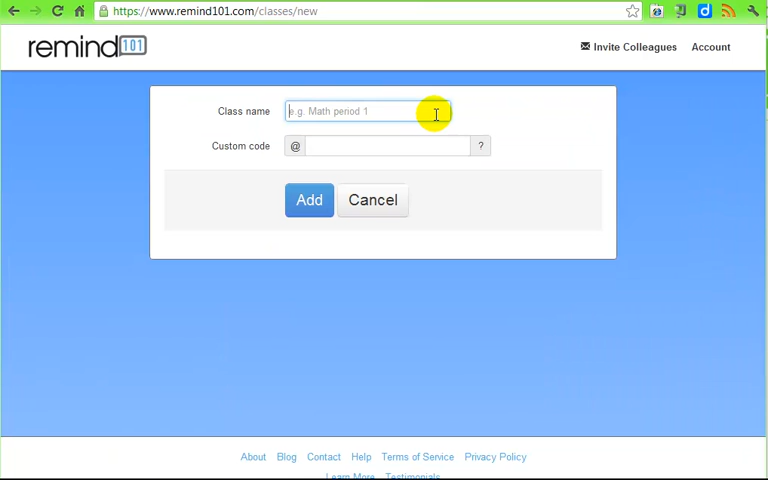 https://www.remind101.com/classes/new
remind101
Invite Colleagues
Account
Class name
e.g. Math period 1
Custom code
@
?
Add
Cancel
About
Blog
Contact
Help
Terms of Service
Privacy Policy
Learn More
Testimonials